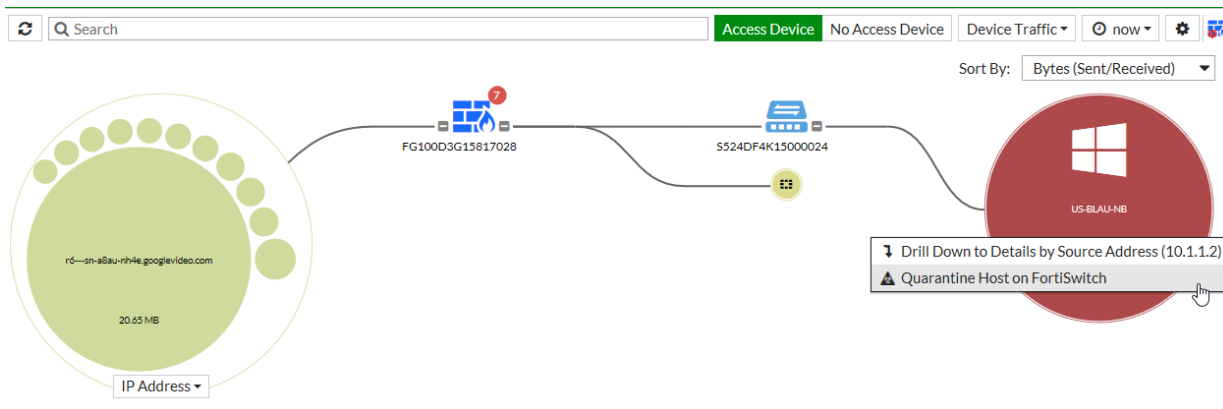 Search
Access Device No Access Device Device Traffic now
Sort By: Bytes (Sent/Received)
7
FG100D3G15817028
S524DF4K15000024
US-BLAU-NB
r6---sn-a8au-nh4e.googlevideo.com
20.65 MB
Drill Down to Details by Source Address (10.1.1.2)
Quarantine Host on FortiSwitch
IP Address